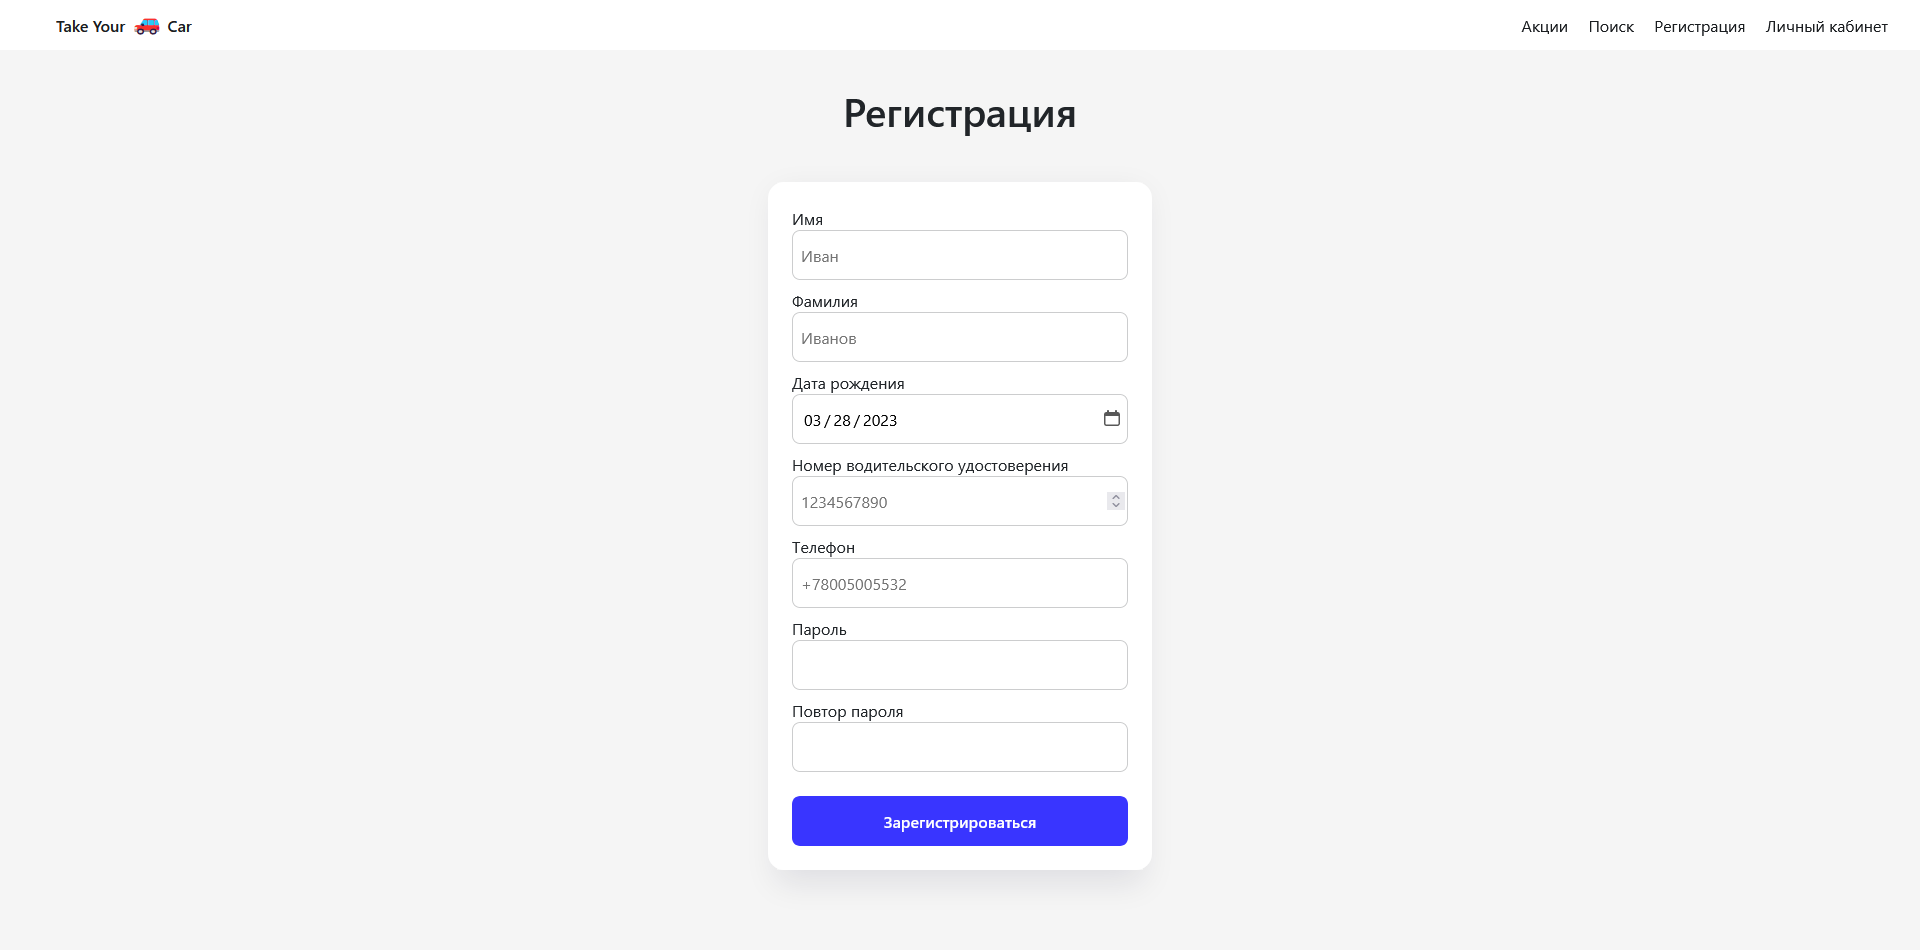 Take Your Car
Акции Поиск Регистрация Личный кабинет
Регистрация
Имя
Иван
Фамилия
Иванов
Дата рождения
03 / 28 / 2023
Номер водительского удостоверения
1234567890
Телефон
+78005005532
Пароль
Повтор пароля
Зарегистрироваться